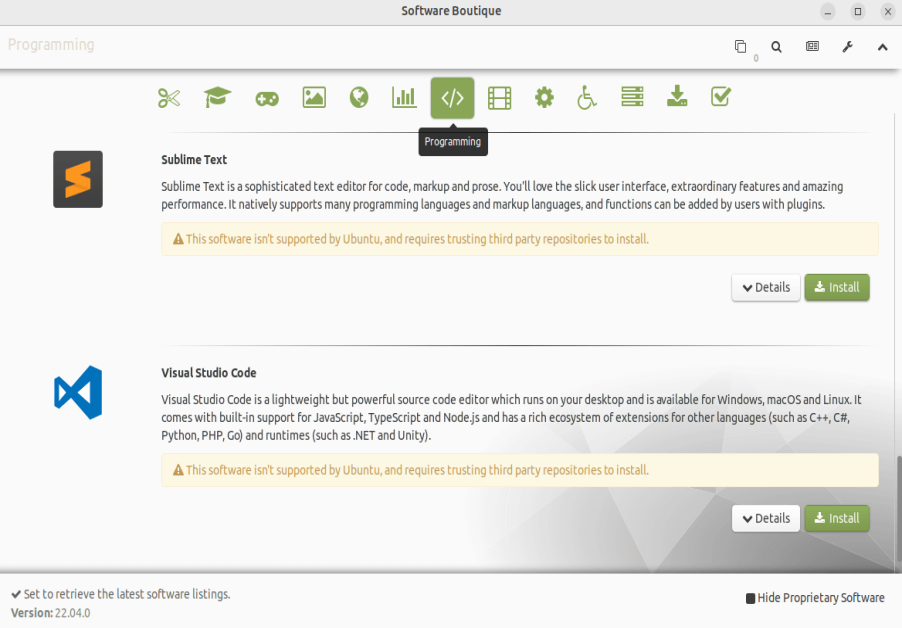 Software Boutique
Programming
0
Programming
Sublime Text
Sublime Text is a sophisticated text editor for code, markup and prose. You'll love the slick user interface, extraordinary features and amazing
performance. It natively supports many programming languages and markup languages, and functions can be added by users with plugins.
This software isn't supported by Ubuntu, and requires trusting third party repositories to install.
Details Install
Visual Studio Code
Visual Studio Code is a lightweight but powerful source code editor which runs on your desktop and is available for Windows, macOS and Linux. It
comes with built-in support for JavaScript, TypeScript and Node.js and has a rich ecosystem of extensions for other languages (such as C++, C#,
Python, PHP, Go) and runtimes (such as .NET and Unity).
This software isn't supported by Ubuntu, and requires trusting third party repositories to install.
Details Install
Set to retrieve the latest software listings.
Hide Proprietary Software
Version: 22.04.0